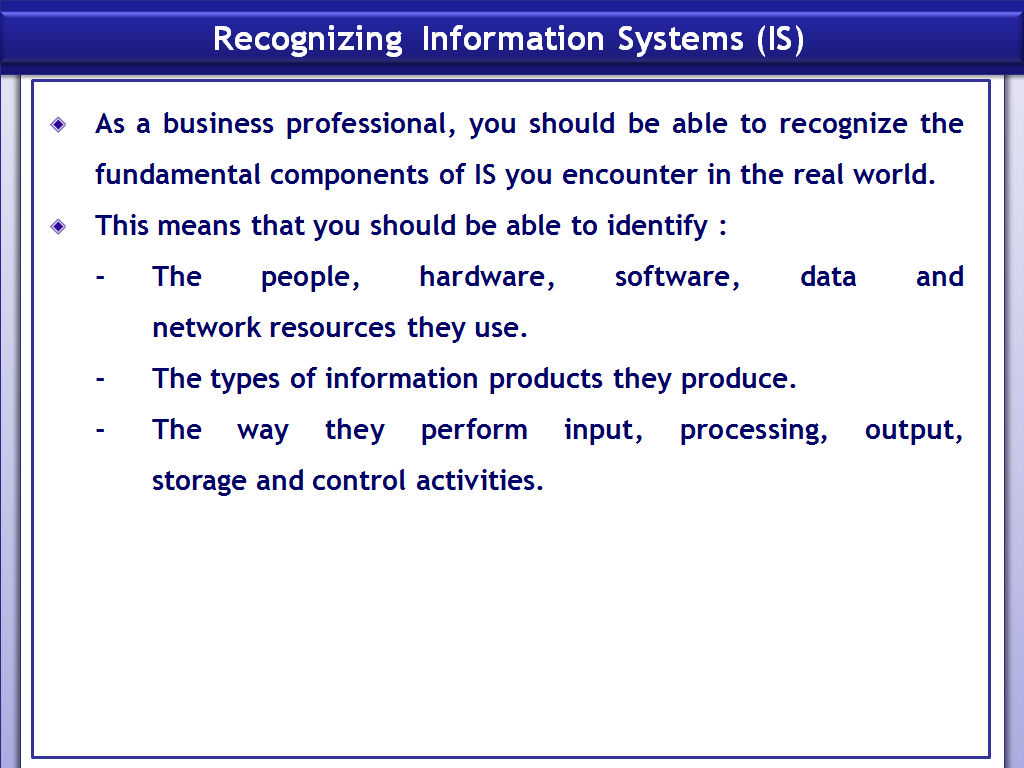 Recognizing Information Systems (IS)
As a business professional, you should be able to recognize the
fundamental components of IS you encounter in the real world.
This means that you should be able to identify :
- The people, hardware, software, data and
network resources they use.
- The types of information products they produce.
- The way they perform input, processing, output,
storage and control activities.